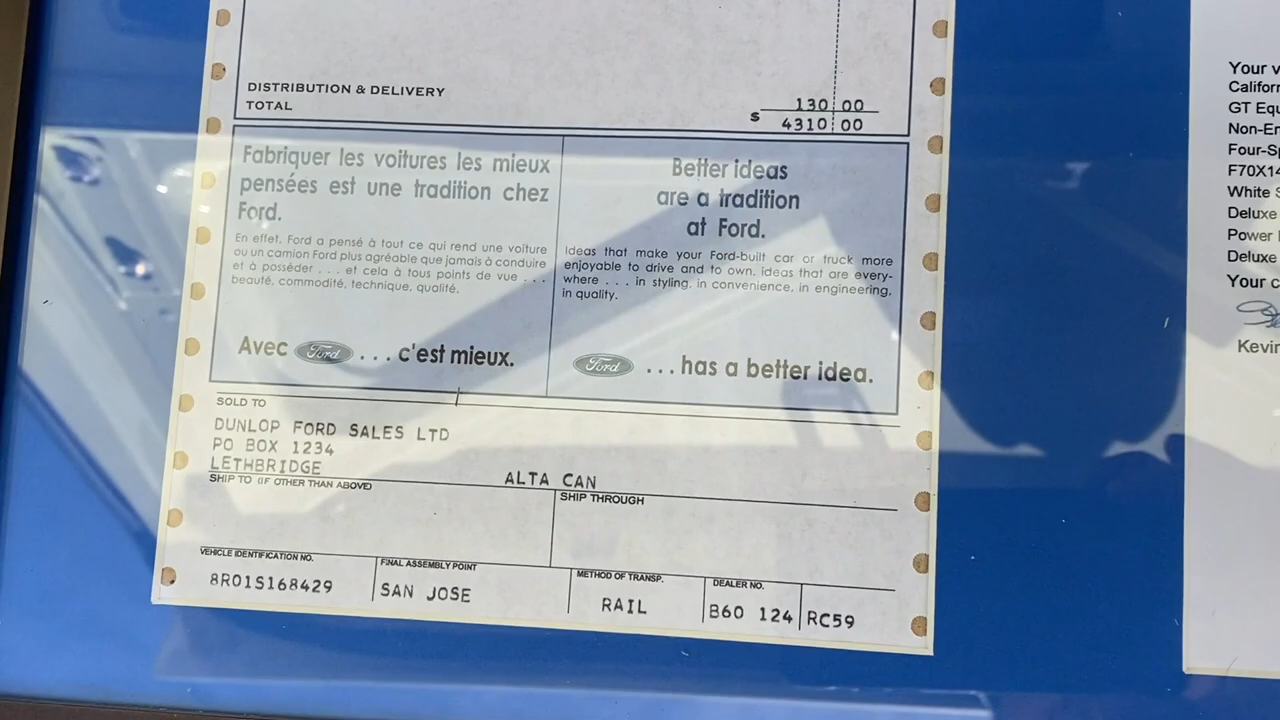 DISTRIBUTION & DELIVERY 130 00
TOTAL $ 4310 00
Fabriquer les voitures les mieux
pensées est une tradition chez
Ford.
En effet, Ford a pensé à tout ce qui rend une voiture
ou un camion Ford plus agréable que jamais à conduire
et à posséder . . . et cela à tous points de vue . . .
beauté, commodité, technique, qualité.
Avec Ford . . . c'est mieux.
Better ideas
are a tradition
at Ford.
Ideas that make your Ford-built car or truck more
enjoyable to drive and to own. ideas that are every-
where . . . in styling, in convenience, in engineering,
in quality.
Ford . . . has a better idea.
SOLD TO
DUNLOP FORD SALES LTD
PO BOX 1234
LETHBRIDGE ALTA CAN
SHIP TO (IF OTHER THAN ABOVE)
SHIP THROUGH
VEHICLE IDENTIFICATION NO.
8R01S168429
FINAL ASSEMBLY POINT
SAN JOSE
METHOD OF TRANSP.
RAIL
DEALER NO.
B60 124 RC59
Your v
Califor
GT Equ
Non-En
Four-Sp
F70X14
White S
Deluxe
Power
Deluxe
Your c
Kevin